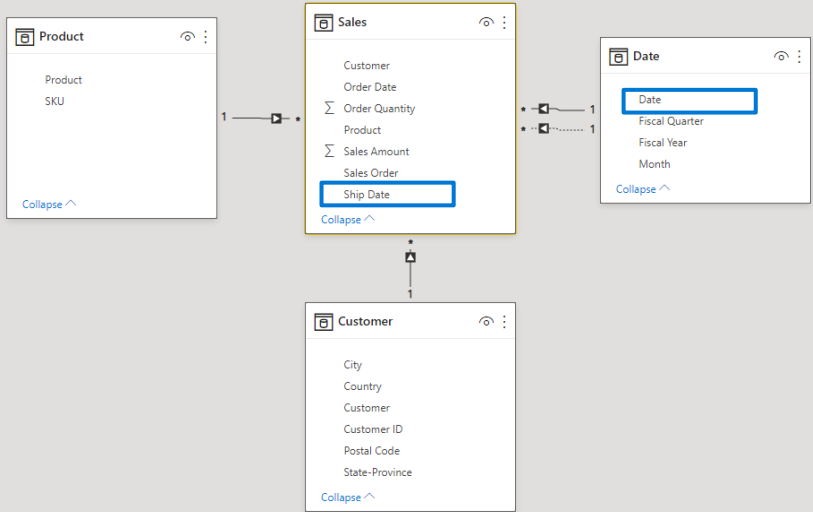 Product
Product
SKU
Collapse
1
*
Sales
Customer
Order Date
Σ Order Quantity
Product
Σ Sales Amount
Sales Order
Ship Date
Collapse
* 1
* 1
Date
Date
Fiscal Quarter
Fiscal Year
Month
Collapse
*
1
Customer
City
Country
Customer
Customer ID
Postal Code
State-Province
Collapse